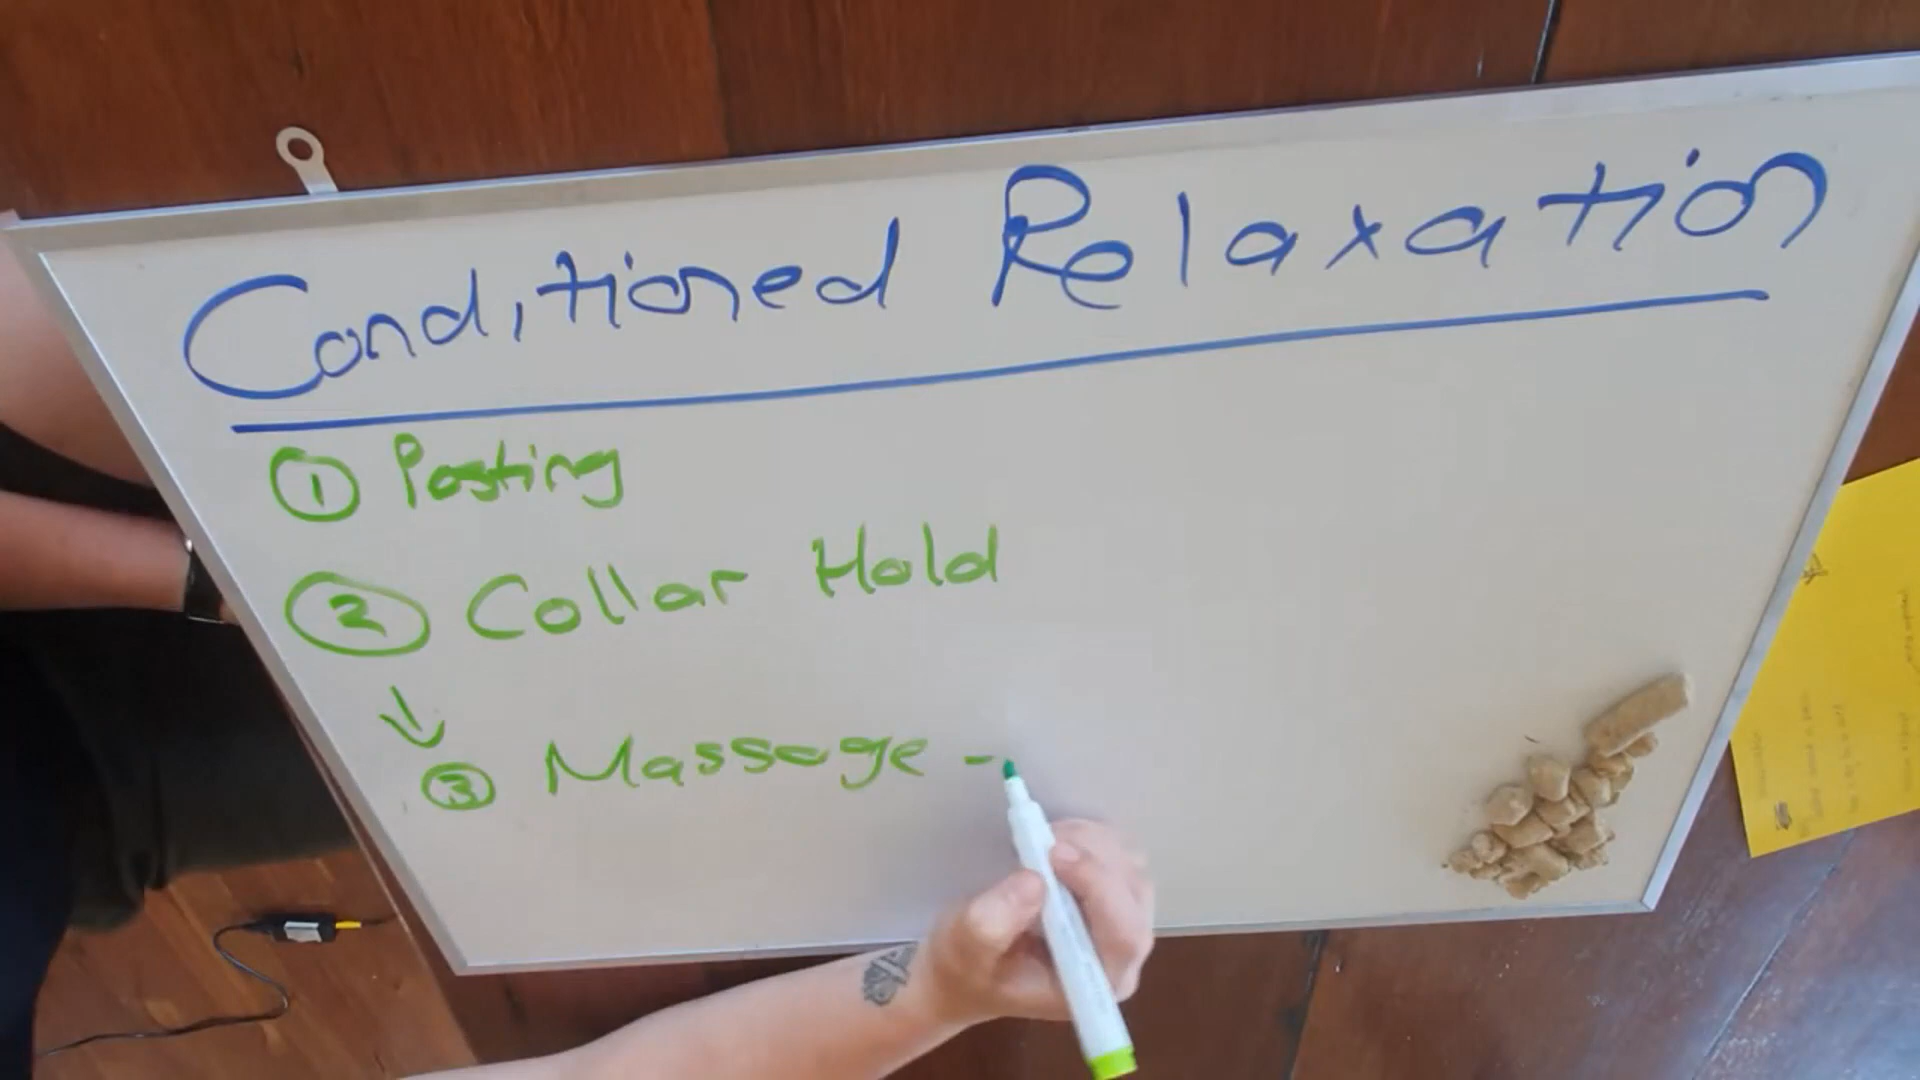 Conditioned Relaxation
① Posting
② Collar Hold
↓
③ Massage -